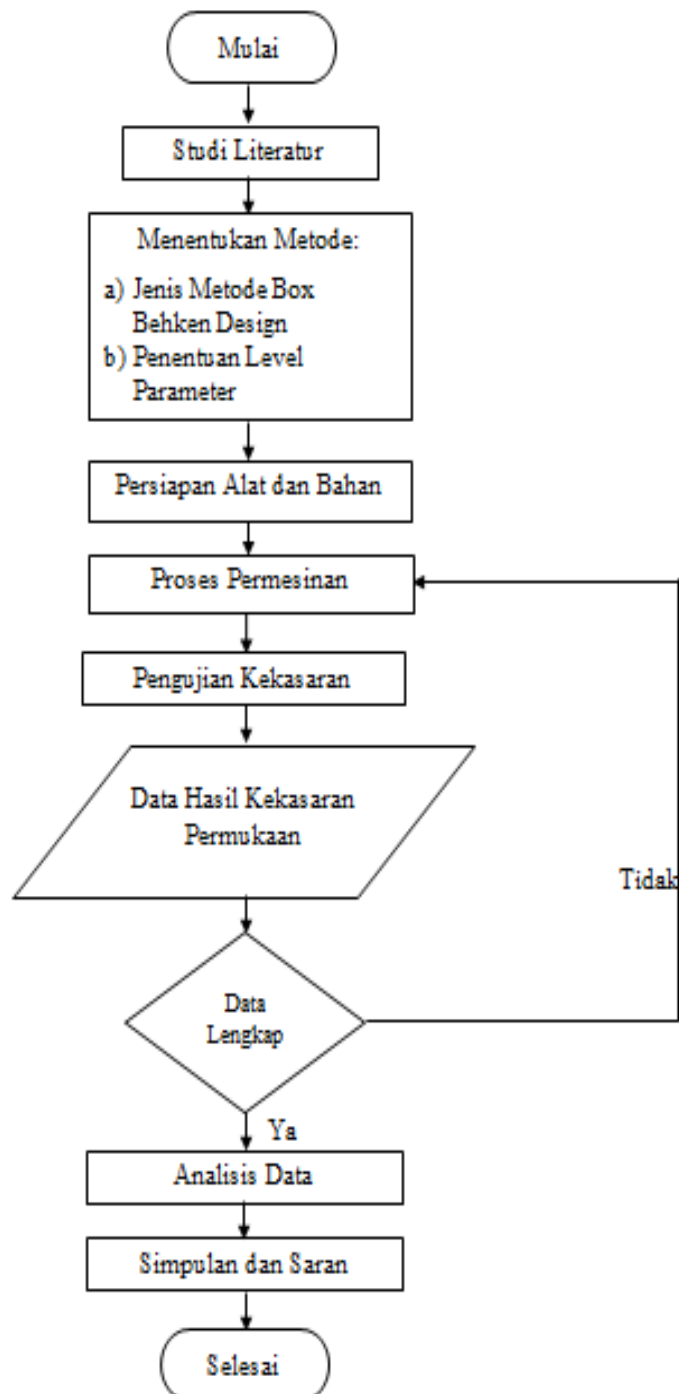 Mulai
Studi Literatur
Menentukan Metode:
a) Jenis Metode Box
Behken Design
b) Penentuan Level
Parameter
Persiapan Alat dan Bahan
Proses Permesinan
Pengujian Kekasaran
Data Hasil Kekasaran
Permukaan
Tidak
Data
Lengkap
Ya
Analisis Data
Simpulan dan Saran
Selesai